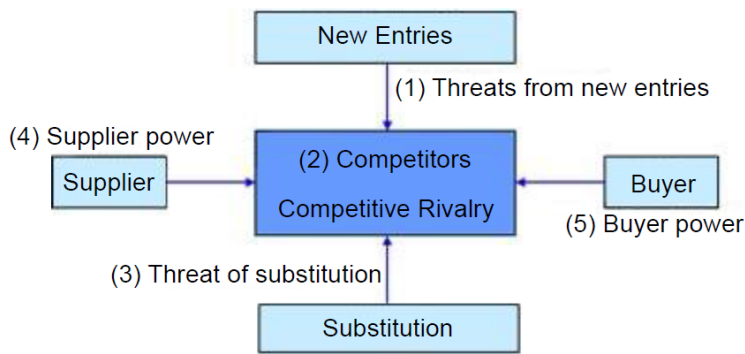 New Entries
(1) Threats from new entries
(4) Supplier power
Supplier
(2) Competitors
Competitive Rivalry
Buyer
(5) Buyer power
(3) Threat of substitution
Substitution